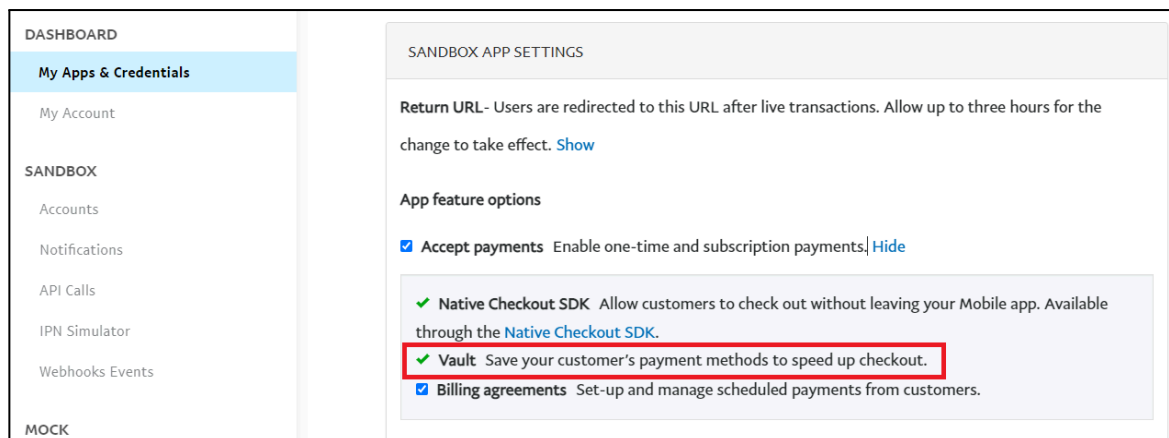 DASHBOARD
My Apps & Credentials
My Account
SANDBOX
Accounts
Notifications
API Calls
IPN Simulator
Webhooks Events
MOCK
SANDBOX APP SETTINGS
Return URL- Users are redirected to this URL after live transactions. Allow up to three hours for the
change to take effect. Show
App feature options
Accept payments Enable one-time and subscription payments. Hide
Native Checkout SDK Allow customers to check out without leaving your Mobile app. Available
through the Native Checkout SDK.
Vault Save your customer's payment methods to speed up checkout.
Billing agreements Set-up and manage scheduled payments from customers.